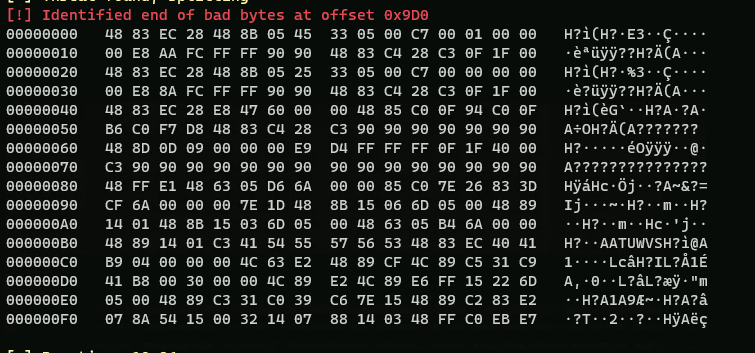 [!] Identified end of bad bytes at offset 0x9D0
00000000   48 83 EC 28 48 8B 05 45  33 05 00 C7 00 01 00 00   H?ì(H?·E3··Ç····
00000010   00 E8 AA FC FF FF 90 90  48 83 C4 28 C3 0F 1F 00   ·èªüÿÿ??H?Ä(A···
00000020   48 83 EC 28 48 8B 05 25  33 05 00 C7 00 00 00 00   H?ì(H?·%3··Ç····
00000030   00 E8 8A FC FF FF 90 90  48 83 C4 28 C3 0F 1F 00   ·è?üÿÿ??H?Ä(A···
00000040   48 83 EC 28 E8 47 60 00  00 48 85 C0 0F 94 C0 0F   H?ì(èG`··H?A·?A·
00000050   B6 C0 F7 D8 48 83 C4 28  C3 90 90 90 90 90 90 90   A÷OH?Ä(A???????
00000060   48 8D 0D 09 00 00 00 E9  D4 FF FF FF 0F 1F 40 00   H?·····éOÿÿÿ··@·
00000070   C3 90 90 90 90 90 90 90  90 90 90 90 90 90 90 90   A???????????????
00000080   48 FF E1 48 63 05 D6 6A  00 00 85 C0 7E 26 83 3D   HÿáHc·Öj··?A~&?=
00000090   CF 6A 00 00 00 7E 1D 48  8B 15 06 6D 05 00 48 89   Ij···~·H?··m··H?
000000A0   14 01 48 8B 15 03 6D 05  00 48 63 05 B4 6A 00 00   ··H?··m··Hc·'j··
000000B0   48 89 14 01 C3 41 54 55  57 56 53 48 83 EC 40 41   H?··AATUWVSH?ì@A
000000C0   B9 04 00 00 00 4C 63 E2  48 89 CF 4C 89 C5 31 C9   1····LcâH?IL?Å1É
000000D0   41 B8 00 30 00 00 4C 89  E2 4C 89 E6 FF 15 22 6D   A,·0··L?âL?æÿ·"m
000000E0   05 00 48 89 C3 31 C0 39  C6 7E 15 48 89 C2 83 E2   ··H?A1A9Æ~·H?A?â
000000F0   07 8A 54 15 00 32 14 07  88 14 03 48 FF C0 EB E7   ·?T··2··?··HÿAëç